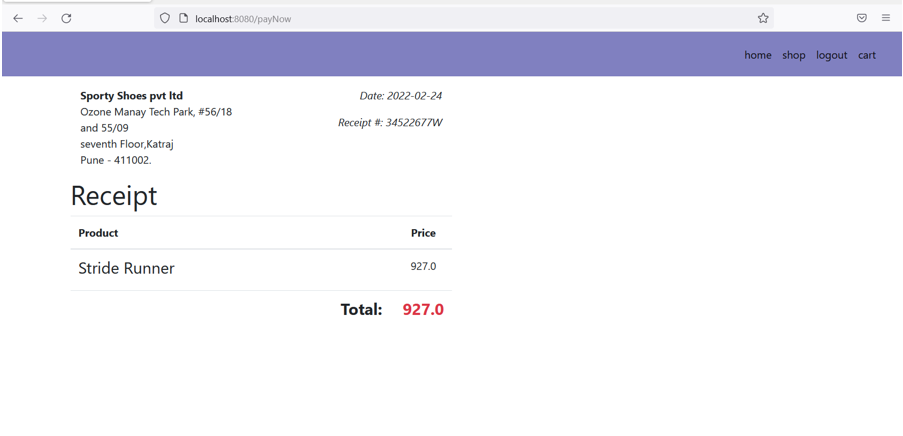 localhost:8080/payNow
home shop logout cart
Sporty Shoes pvt ltd
Ozone Manay Tech Park, #56/18
and 55/09
seventh Floor,Katraj
Pune - 411002.
Date: 2022-02-24
Receipt #: 34522677W
Receipt
Product Price
Stride Runner 927.0
Total: 927.0